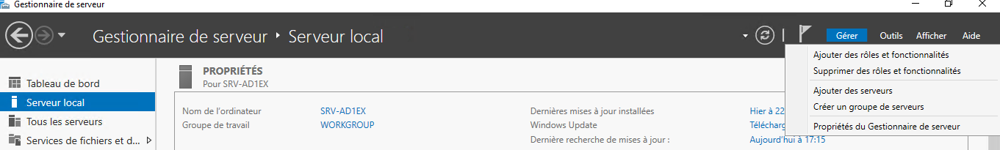 Gestionnaire de serveur
Gestionnaire de serveur ‣ Serveur local
Gérer Outils Afficher Aide
Ajouter des rôles et fonctionnalités
Supprimer des rôles et fonctionnalités
Ajouter des serveurs
Créer un groupe de serveurs
Propriétés du Gestionnaire de serveur
Tableau de bord
Serveur local
Tous les serveurs
Services de fichiers et d...
PROPRIÉTÉS
Pour SRV-AD1EX
Nom de l'ordinateur SRV-AD1EX
Groupe de travail WORKGROUP
Dernières mises à jour installées Hier à 22
Windows Update Télécharg
Dernière recherche de mises à jour : Aujourd'hui à 17:15